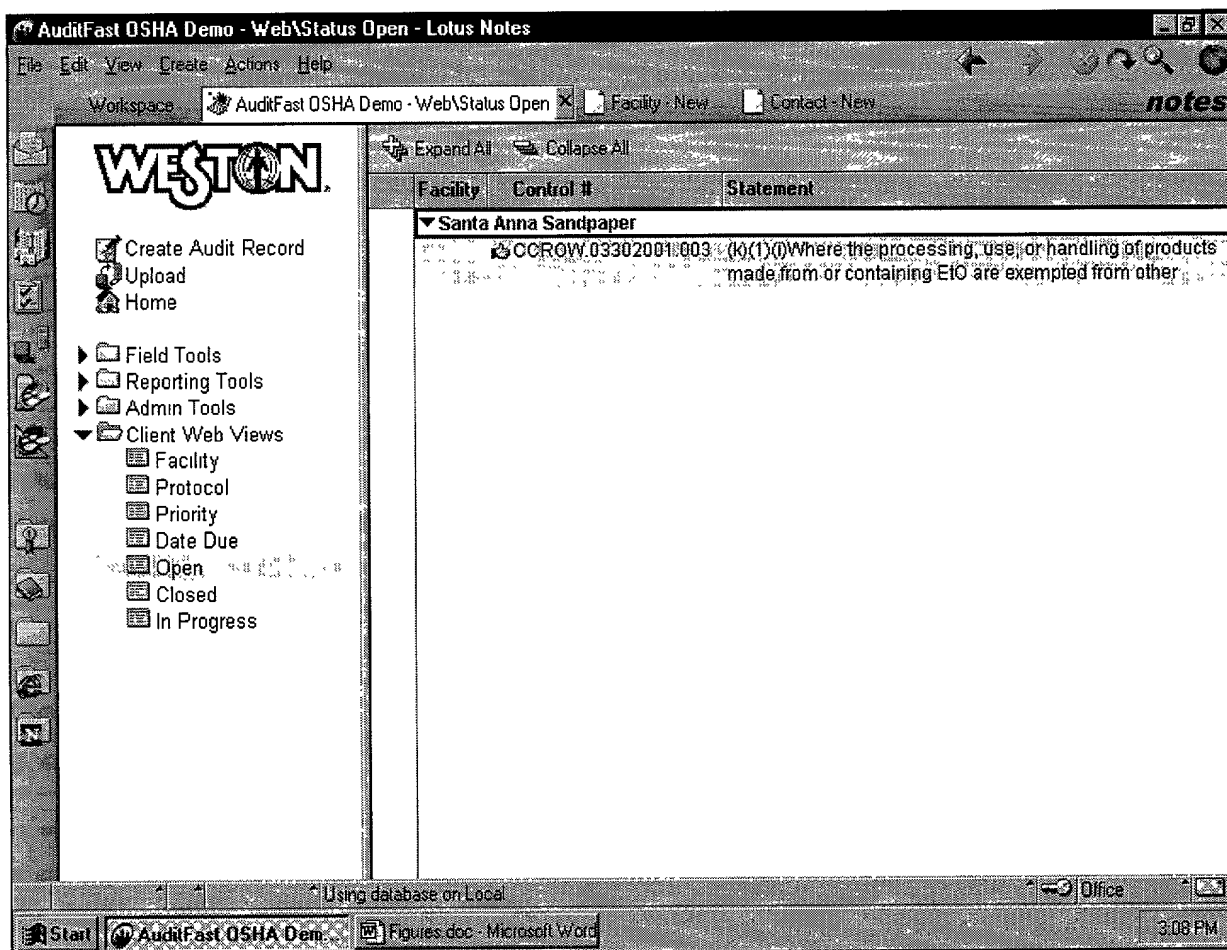 AuditFast OSHA Demo - Web\Status Open - Lotus Notes
File Edit View Create Actions Help
Workspace AuditFast OSHA Demo - Web\Status Open Facility - New Contact - New notes
WESTON
Expand All Collapse All
Facility Control # Statement
Santa Anna Sandpaper
CCROW.03302001.003 (k)(1)(i)Where the processing, use, or handling of products
made from or containing EtO are exempted from other
Create Audit Record
Upload
Home
Field Tools
Reporting Tools
Admin Tools
Client Web Views
Facility
Protocol
Priority
Date Due
Open
Closed
In Progress
Using database on Local Office
Start AuditFast OSHA Dem... Figures.doc - Microsoft Word 3:08 PM